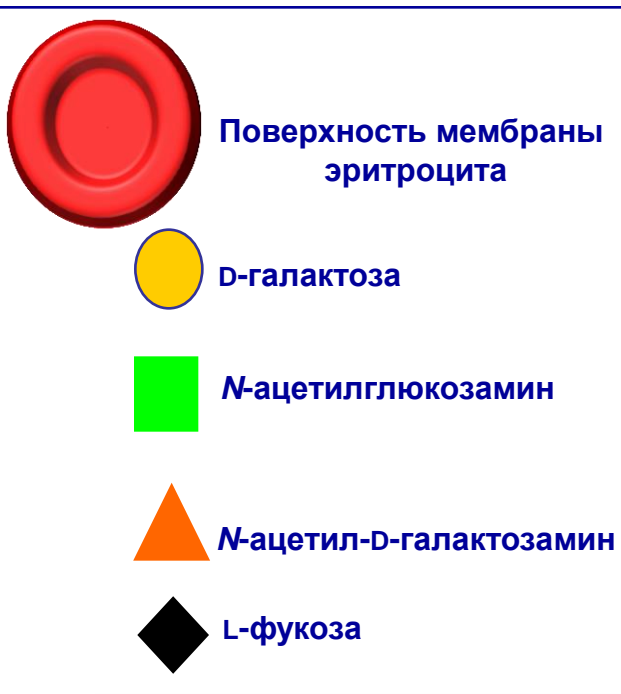 Поверхность мембраны
эритроцита
D-галактоза
N-ацетилглюкозамин
N-ацетил-D-галактозамин
L-фукоза